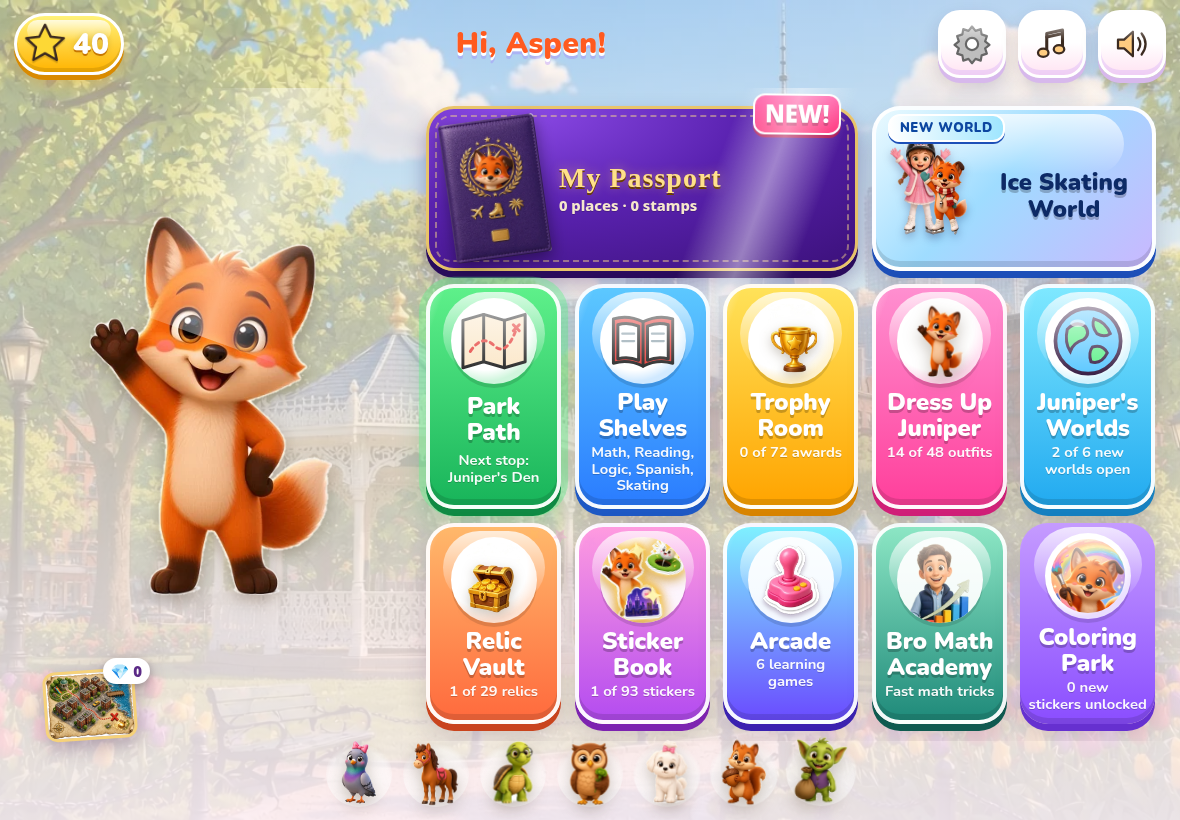 40
Hi, Aspen!
NEW!
My Passport
0 places · 0 stamps
NEW WORLD
Ice Skating
World
Park
Path
Next stop:
Juniper's Den
Play
Shelves
Math, Reading,
Logic, Spanish,
Skating
Trophy
Room
0 of 72 awards
Dress Up
Juniper
14 of 48 outfits
Juniper's
Worlds
2 of 6 new
worlds open
Relic
Vault
1 of 29 relics
Sticker
Book
1 of 93 stickers
Arcade
6 learning
games
Bro Math
Academy
Fast math tricks
Coloring
Park
0 new
stickers unlocked
0